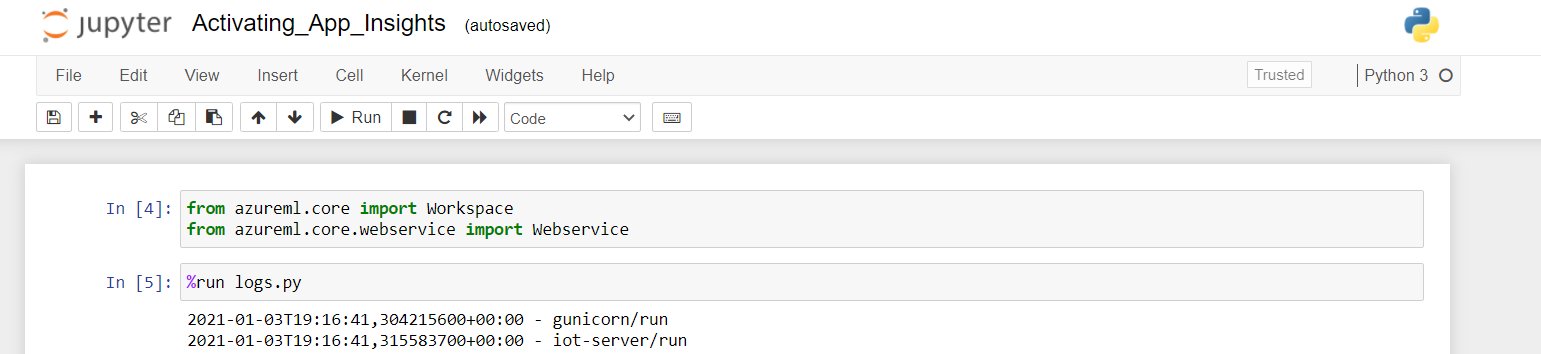 jupyter Activating_App_Insights (autosaved)
File Edit View Insert Cell Kernel Widgets Help Trusted Python 3
Run Code
In [4]: from azureml.core import Workspace
from azureml.core.webservice import Webservice
In [5]: %run logs.py
2021-01-03T19:16:41,304215600+00:00 - gunicorn/run
2021-01-03T19:16:41,315583700+00:00 - iot-server/run